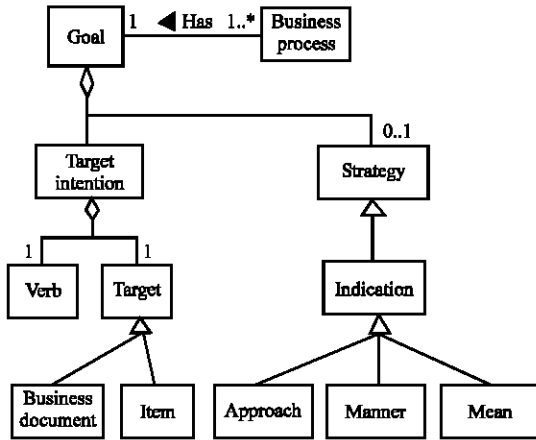 Goal
1
Has
1..*
Business
process
0..1
Target
intention
Strategy
1
1
Verb
Target
Indication
Business
document
Item
Approach
Manner
Mean